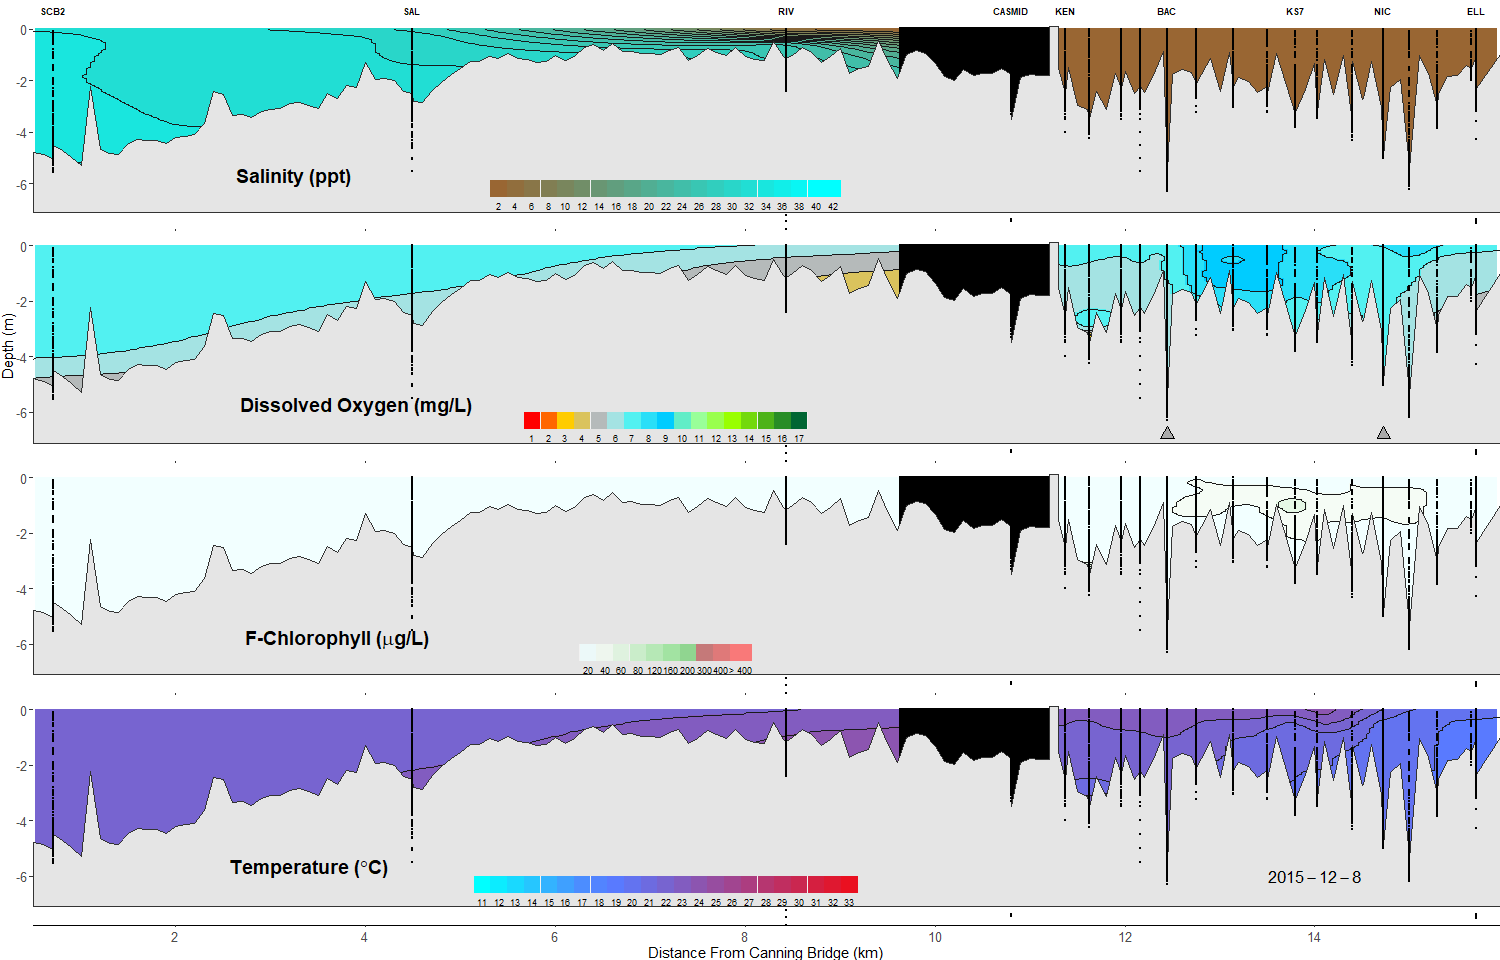 SCB2 SAL RIV CASMID KEN BAC KS7 NIC ELL
0
-2
-4
-6
Salinity (ppt)
2 4 6 8 10 12 14 16 18 20 22 24 26 28 30 32 34 36 38 40 42
0
-2
-4
-6
Depth (m)
Dissolved Oxygen (mg/L)
1 2 3 4 5 6 7 8 9 10 11 12 13 14 15 16 17
0
-2
-4
-6
F-Chlorophyll (μg/L)
20 40 60 80 120 160 200 300 400 > 400
0
-2
-4
-6
Temperature (°C)
11 12 13 14 15 16 17 18 19 20 21 22 23 24 25 26 27 28 29 30 31 32 33
2015 – 12 – 8
2 4 6 8 10 12 14
Distance From Canning Bridge (km)